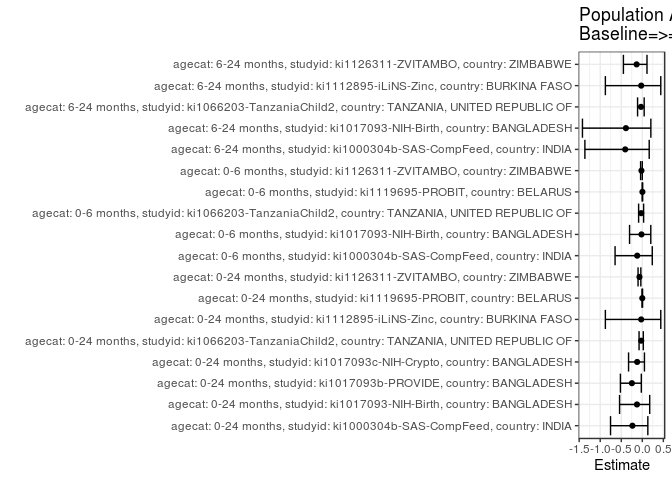 Population
Baseline=>=
agecat: 6-24 months, studyid: ki1126311-ZVITAMBO, country: ZIMBABWE
agecat: 6-24 months, studyid: ki1112895-iLiNS-Zinc, country: BURKINA FASO
agecat: 6-24 months, studyid: ki1066203-TanzaniaChild2, country: TANZANIA, UNITED REPUBLIC OF
agecat: 6-24 months, studyid: ki1017093-NIH-Birth, country: BANGLADESH
agecat: 6-24 months, studyid: ki1000304b-SAS-CompFeed, country: INDIA
agecat: 0-6 months, studyid: ki1126311-ZVITAMBO, country: ZIMBABWE
agecat: 0-6 months, studyid: ki1119695-PROBIT, country: BELARUS
agecat: 0-6 months, studyid: ki1066203-TanzaniaChild2, country: TANZANIA, UNITED REPUBLIC OF
agecat: 0-6 months, studyid: ki1017093-NIH-Birth, country: BANGLADESH
agecat: 0-6 months, studyid: ki1000304b-SAS-CompFeed, country: INDIA
agecat: 0-24 months, studyid: ki1126311-ZVITAMBO, country: ZIMBABWE
agecat: 0-24 months, studyid: ki1119695-PROBIT, country: BELARUS
agecat: 0-24 months, studyid: ki1112895-iLiNS-Zinc, country: BURKINA FASO
agecat: 0-24 months, studyid: ki1066203-TanzaniaChild2, country: TANZANIA, UNITED REPUBLIC OF
agecat: 0-24 months, studyid: ki1017093c-NIH-Crypto, country: BANGLADESH
agecat: 0-24 months, studyid: ki1017093b-PROVIDE, country: BANGLADESH
agecat: 0-24 months, studyid: ki1017093-NIH-Birth, country: BANGLADESH
agecat: 0-24 months, studyid: ki1000304b-SAS-CompFeed, country: INDIA
-1.5 -1.0 -0.5 0.0 0.5
Estimate